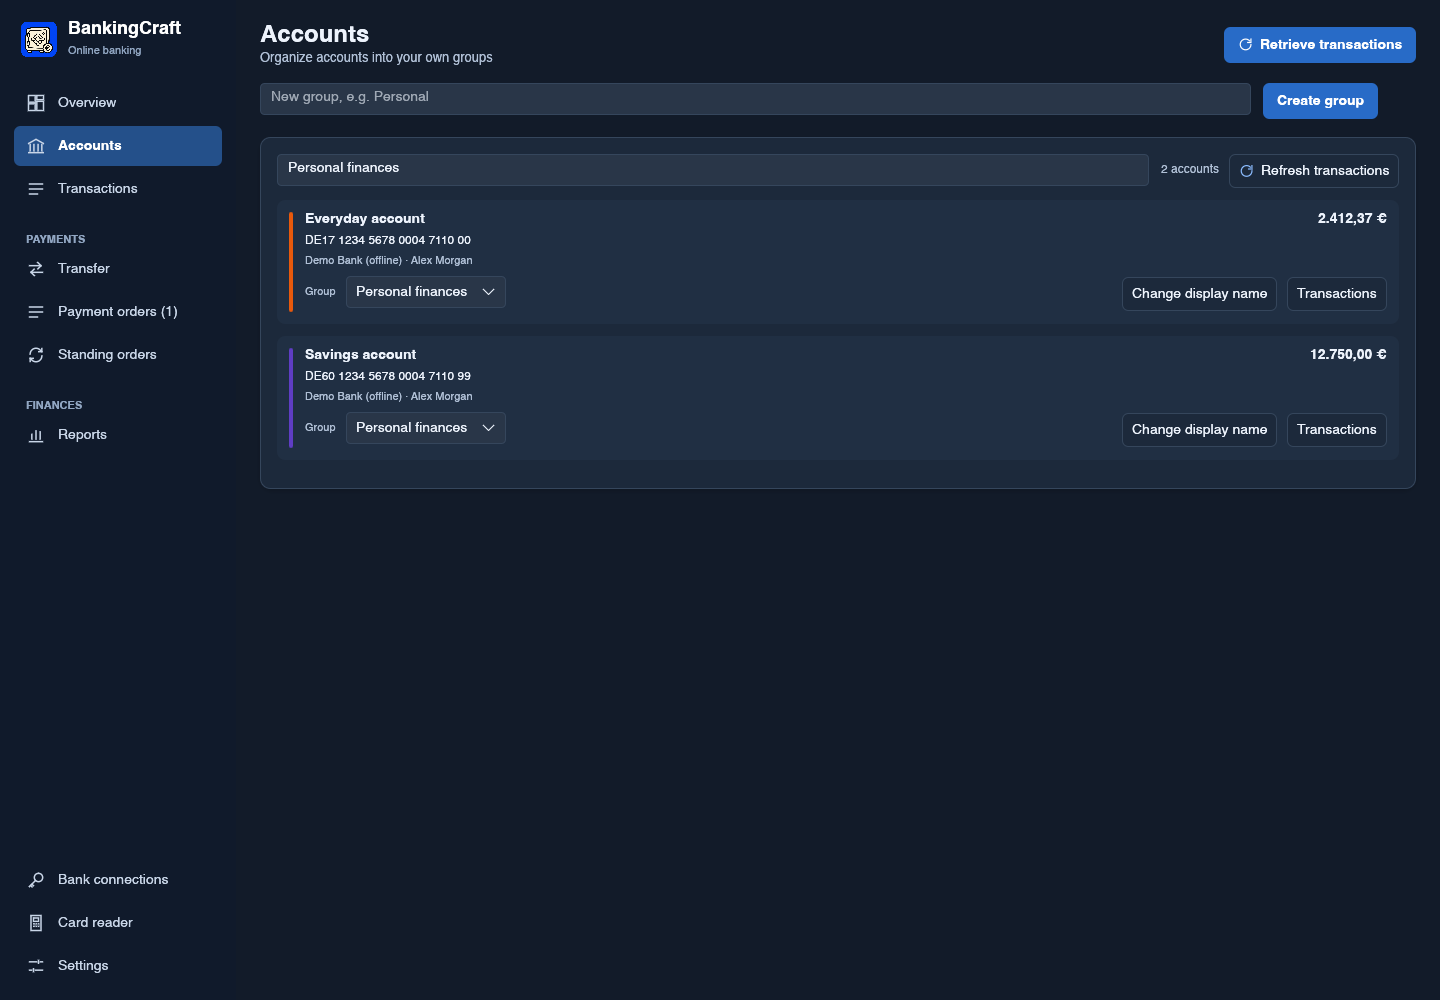 BankingCraft
Online banking
Overview
Accounts
Transactions
PAYMENTS
Transfer
Payment orders (1)
Standing orders
FINANCES
Reports
Bank connections
Card reader
Settings
Accounts
Organize accounts into your own groups
Retrieve transactions
New group, e.g. Personal
Create group
Personal finances
2 accounts
Refresh transactions
Everyday account
2.412,37 €
DE17 1234 5678 0004 7110 00
Demo Bank (offline) · Alex Morgan
Group
Personal finances
Change display name
Transactions
Savings account
12.750,00 €
DE60 1234 5678 0004 7110 99
Demo Bank (offline) · Alex Morgan
Group
Personal finances
Change display name
Transactions